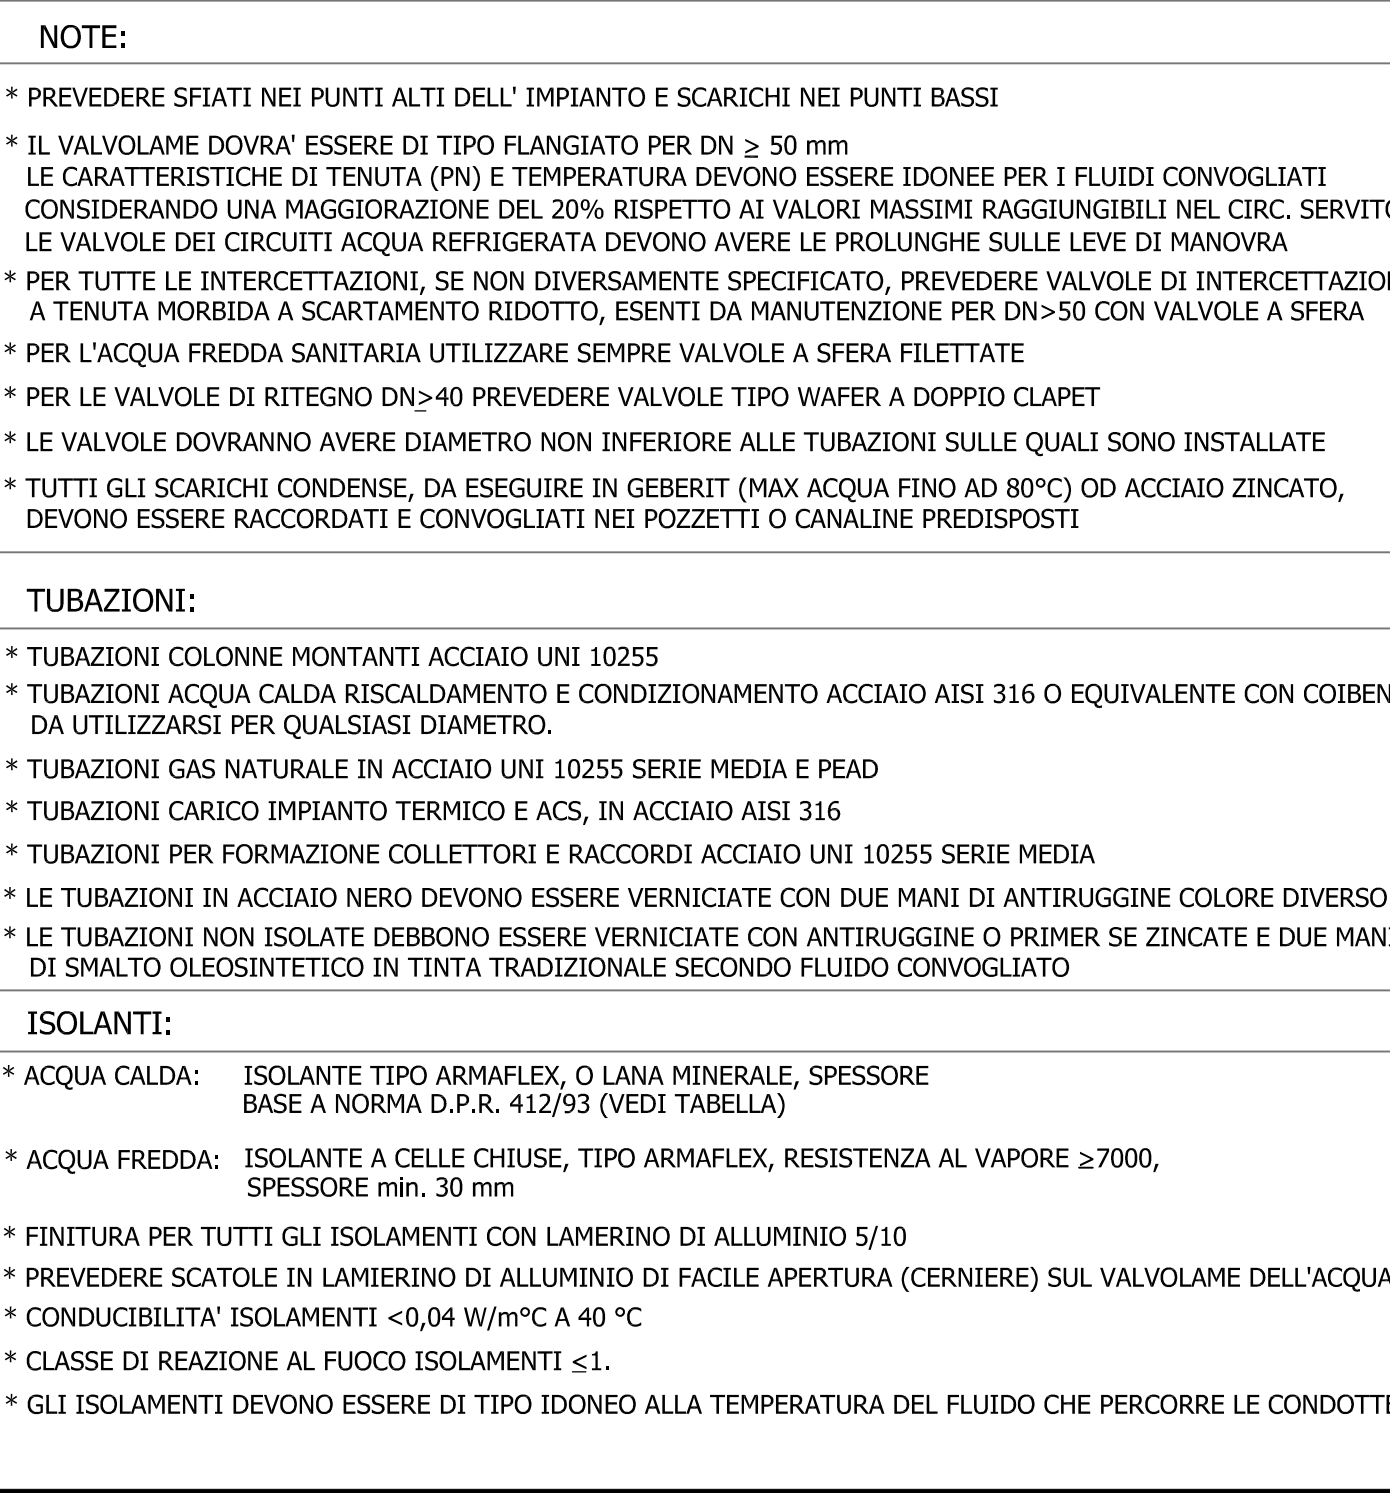 NOTE:
* PREVEDERE SFIATI NEI PUNTI ALTI DELL' IMPIANTO E SCARICHI NEI PUNTI BASSI
* IL VALVOLAME DOVRA' ESSERE DI TIPO FLANGIATO PER DN ≥ 50 mm
LE CARATTERISTICHE DI TENUTA (PN) E TEMPERATURA DEVONO ESSERE IDONEE PER I FLUIDI CONVOGLIATI
CONSIDERANDO UNA MAGGIORAZIONE DEL 20% RISPETTO AI VALORI MASSIMI RAGGIUNGIBILI NEL CIRC. SERVITO
LE VALVOLE DEI CIRCUITI ACQUA REFRIGERATA DEVONO AVERE LE PROLUNGHE SULLE LEVE DI MANOVRA
* PER TUTTE LE INTERCETTAZIONI, SE NON DIVERSAMENTE SPECIFICATO, PREVEDERE VALVOLE DI INTERCETTAZIO
A TENUTA MORBIDA A SCARTAMENTO RIDOTTO, ESENTI DA MANUTENZIONE PER DN>50 CON VALVOLE A SFERA
* PER L'ACQUA FREDDA SANITARIA UTILIZZARE SEMPRE VALVOLE A SFERA FILETTATE
* PER LE VALVOLE DI RITEGNO DN≥40 PREVEDERE VALVOLE TIPO WAFER A DOPPIO CLAPET
* LE VALVOLE DOVRANNO AVERE DIAMETRO NON INFERIORE ALLE TUBAZIONI SULLE QUALI SONO INSTALLATE
* TUTTI GLI SCARICHI CONDENSE, DA ESEGUIRE IN GEBERIT (MAX ACQUA FINO AD 80°C) OD ACCIAIO ZINCATO,
DEVONO ESSERE RACCORDATI E CONVOGLIATI NEI POZZETTI O CANALINE PREDISPOSTI
TUBAZIONI:
* TUBAZIONI COLONNE MONTANTI ACCIAIO UNI 10255
* TUBAZIONI ACQUA CALDA RISCALDAMENTO E CONDIZIONAMENTO ACCIAIO AISI 316 O EQUIVALENTE CON COIBEN
DA UTILIZZARSI PER QUALSIASI DIAMETRO.
* TUBAZIONI GAS NATURALE IN ACCIAIO UNI 10255 SERIE MEDIA E PEAD
* TUBAZIONI CARICO IMPIANTO TERMICO E ACS, IN ACCIAIO AISI 316
* TUBAZIONI PER FORMAZIONE COLLETTORI E RACCORDI ACCIAIO UNI 10255 SERIE MEDIA
* LE TUBAZIONI IN ACCIAIO NERO DEVONO ESSERE VERNICIATE CON DUE MANI DI ANTIRUGGINE COLORE DIVERSO
* LE TUBAZIONI NON ISOLATE DEBBONO ESSERE VERNICIATE CON ANTIRUGGINE O PRIMER SE ZINCATE E DUE MANI
DI SMALTO OLEOSINTETICO IN TINTA TRADIZIONALE SECONDO FLUIDO CONVOGLIATO
ISOLANTI:
* ACQUA CALDA: ISOLANTE TIPO ARMAFLEX, O LANA MINERALE, SPESSORE
BASE A NORMA D.P.R. 412/93 (VEDI TABELLA)
* ACQUA FREDDA: ISOLANTE A CELLE CHIUSE, TIPO ARMAFLEX, RESISTENZA AL VAPORE ≥7000,
SPESSORE min. 30 mm
* FINITURA PER TUTTI GLI ISOLAMENTI CON LAMERINO DI ALLUMINIO 5/10
* PREVEDERE SCATOLE IN LAMIERINO DI ALLUMINIO DI FACILE APERTURA (CERNIERE) SUL VALVOLAME DELL'ACQUA
* CONDUCIBILITA' ISOLAMENTI <0,04 W/m°C A 40 °C
* CLASSE DI REAZIONE AL FUOCO ISOLAMENTI ≤1.
* GLI ISOLAMENTI DEVONO ESSERE DI TIPO IDONEO ALLA TEMPERATURA DEL FLUIDO CHE PERCORRE LE CONDOTTE